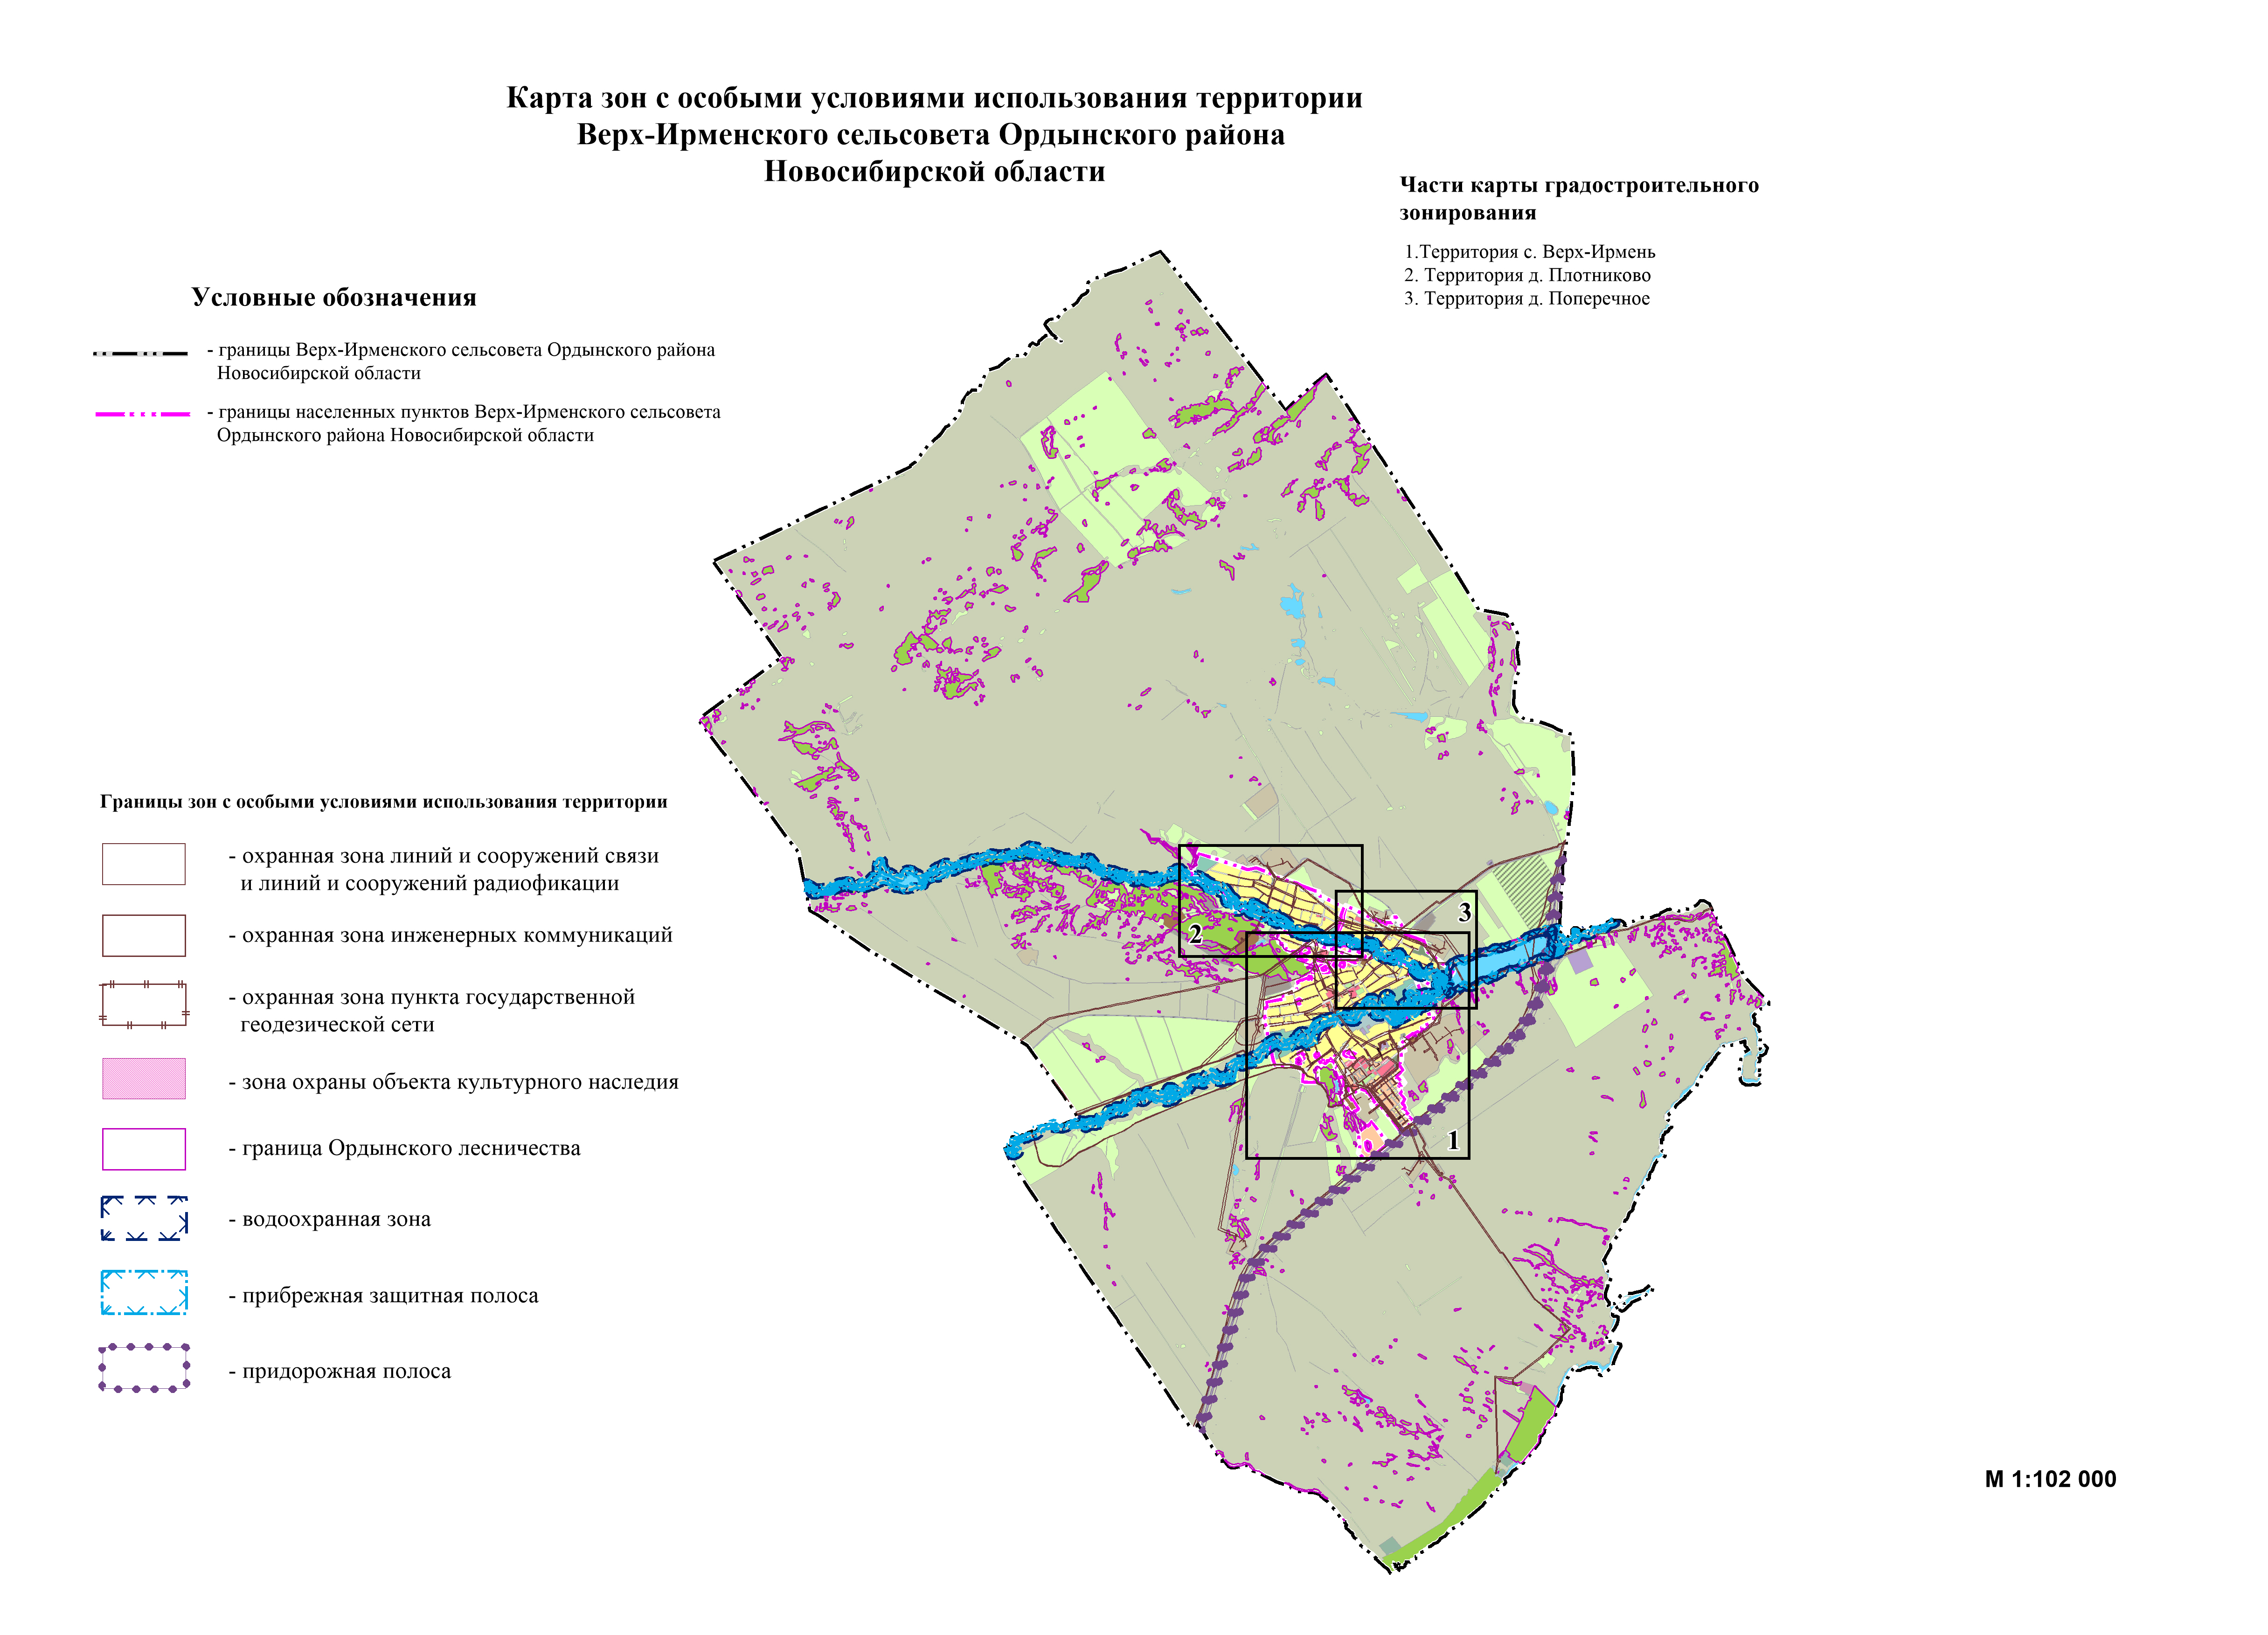 Карта зон с особыми условиями использования территории
Верх-Ирменского сельсовета Ордынского района
Новосибирской области
Части карты градостроительного
зонирования
1.Территория с. Верх-Ирмень
2. Территория д. Плотниково
3. Территория д. Поперечное
Условные обозначения
- границы Верх-Ирменского сельсовета Ордынского района
Новосибирской области
- границы населенных пунктов Верх-Ирменского сельсовета
Ордынского района Новосибирской области
Границы зон с особыми условиями использования территории
- охранная зона линий и сооружений связи
и линий и сооружений радиофикации
- охранная зона инженерных коммуникаций
- охранная зона пункта государственной
геодезической сети
- зона охраны объекта культурного наследия
- граница Ордынского лесничества
- водоохранная зона
- прибрежная защитная полоса
- придорожная полоса
3
2
1
М 1:102 000